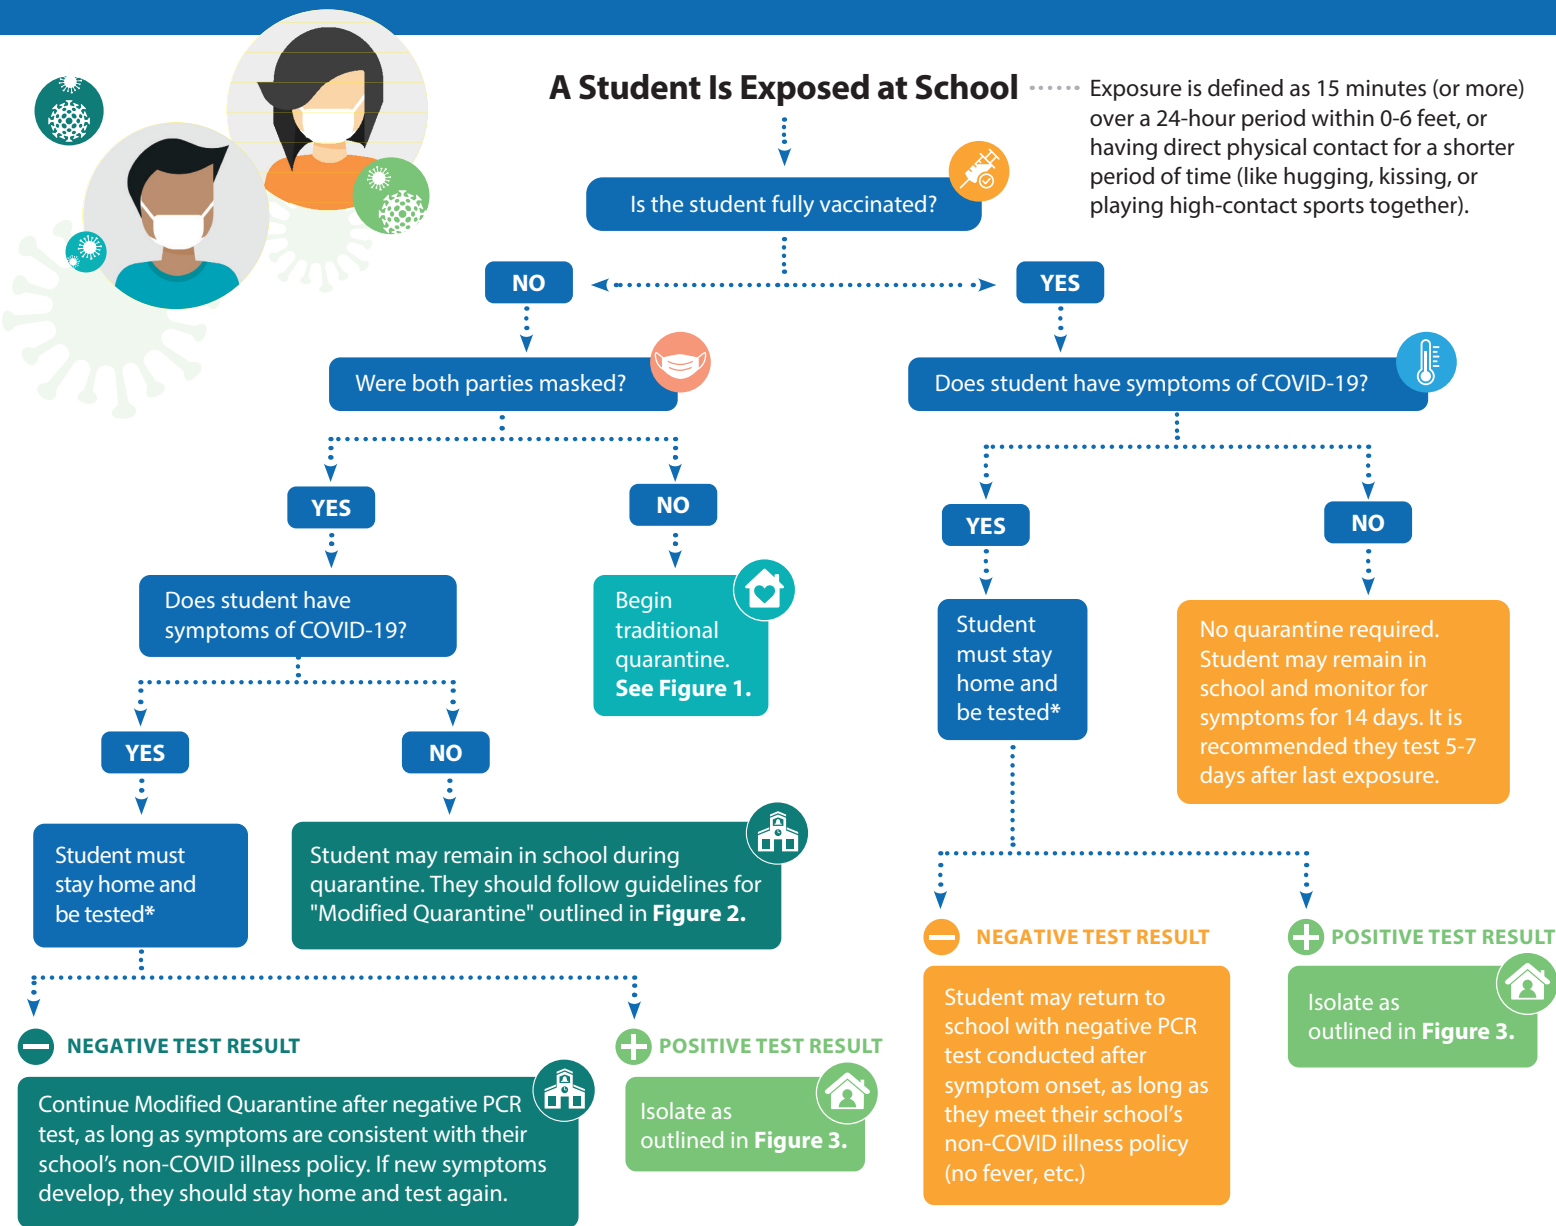 A Student Is Exposed at School
Exposure is defined as 15 minutes (or more)
over a 24-hour period within 0-6 feet, or
having direct physical contact for a shorter
period of time (like hugging, kissing, or
playing high-contact sports together).
Is the student fully vaccinated?
NO
YES
Were both parties masked?
Does student have symptoms of COVID-19?
YES
NO
YES
NO
Does student have
symptoms of COVID-19?
Begin
traditional
quarantine.
See Figure 1.
Student
must stay
home and
be tested*
No quarantine required.
Student may remain in
school and monitor for
symptoms for 14 days. It is
recommended they test 5-7
days after last exposure.
YES
NO
Student must
stay home and
be tested*
Student may remain in school during
quarantine. They should follow guidelines for
"Modified Quarantine" outlined in Figure 2.
NEGATIVE TEST RESULT
POSITIVE TEST RESULT
Student may return to
school with negative PCR
test conducted after
symptom onset, as long as
they meet their school's
non-COVID illness policy
(no fever, etc.)
Isolate as
outlined in Figure 3.
NEGATIVE TEST RESULT
POSITIVE TEST RESULT
Continue Modified Quarantine after negative PCR
test, as long as symptoms are consistent with their
school's non-COVID illness policy. If new symptoms
develop, they should stay home and test again.
Isolate as
outlined in Figure 3.